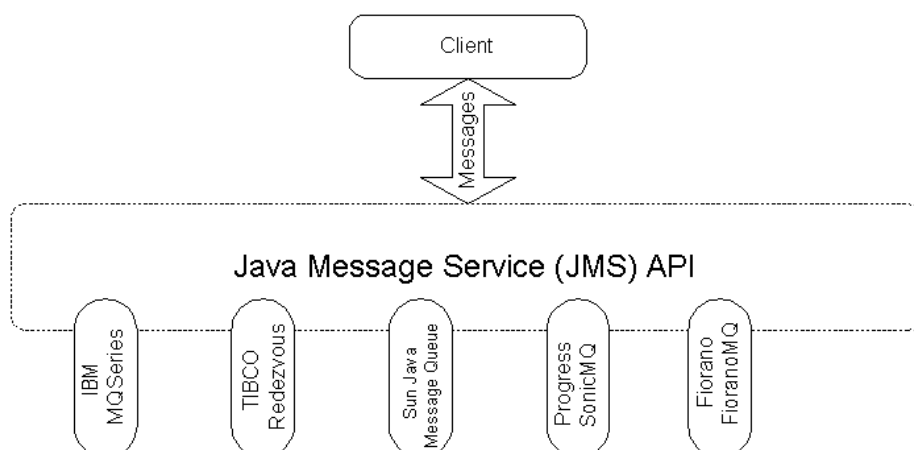 Client
Messages
Java Message Service (JMS) API
IBM
MQSeries
TIBCO
Redezvous
Sun Java
Message Queue
Progress
SonicMQ
Fiorano
FioranoMQ